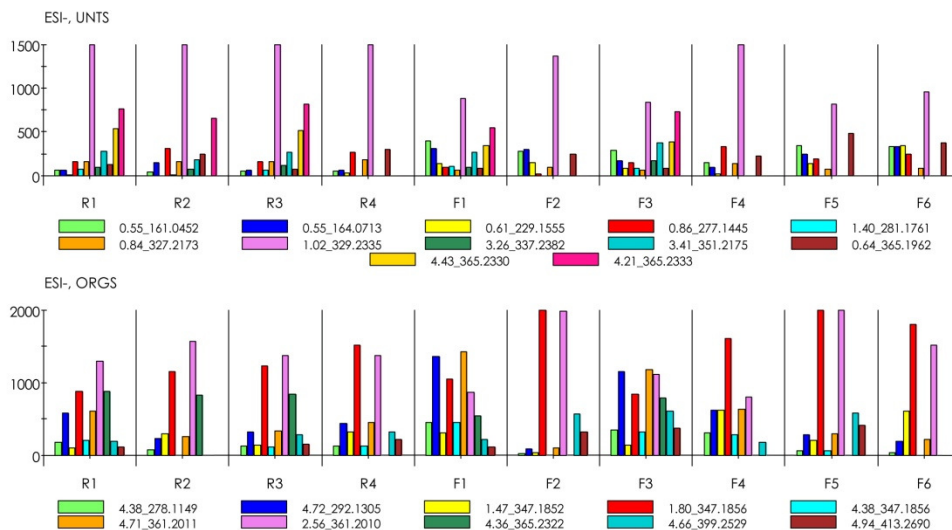 ESI-, UNTS
1500
1000
500
0
R1 R2 R3 R4 F1 F2 F3 F4 F5 F6
0.55_161.0452 0.55_164.0713 0.61_229.1555 0.86_277.1445 1.40_281.1761
0.84_327.2173 1.02_329.2335 3.26_337.2382 3.41_351.2175 0.64_365.1962
4.43_365.2330 4.21_365.2333
ESI-, ORGS
2000
1000
0
R1 R2 R3 R4 F1 F2 F3 F4 F5 F6
4.38_278.1149 4.72_292.1305 1.47_347.1852 1.80_347.1856 4.38_347.1856
4.71_361.2011 2.56_361.2010 4.36_365.2322 4.66_399.2529 4.94_413.2690